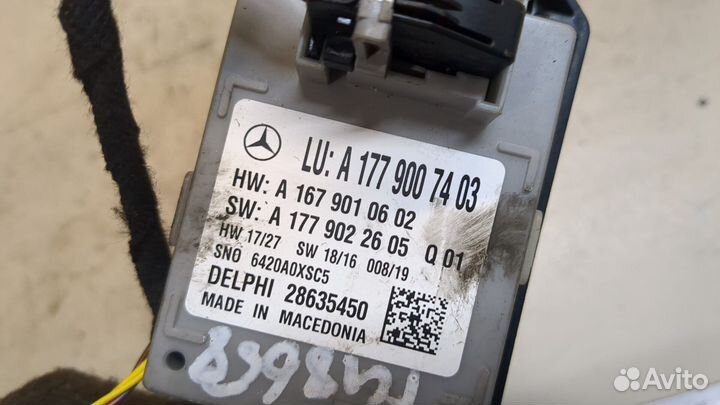 LU: A 177 900 74 03
HW: A 167 901 06 02
SW: A 177 902 26 05 Q 01
HW 17/27 SW 18/16 008/19
SNO 6420A0XSC5
DELPHI 28635450
MADE IN MACEDONIA
Avito